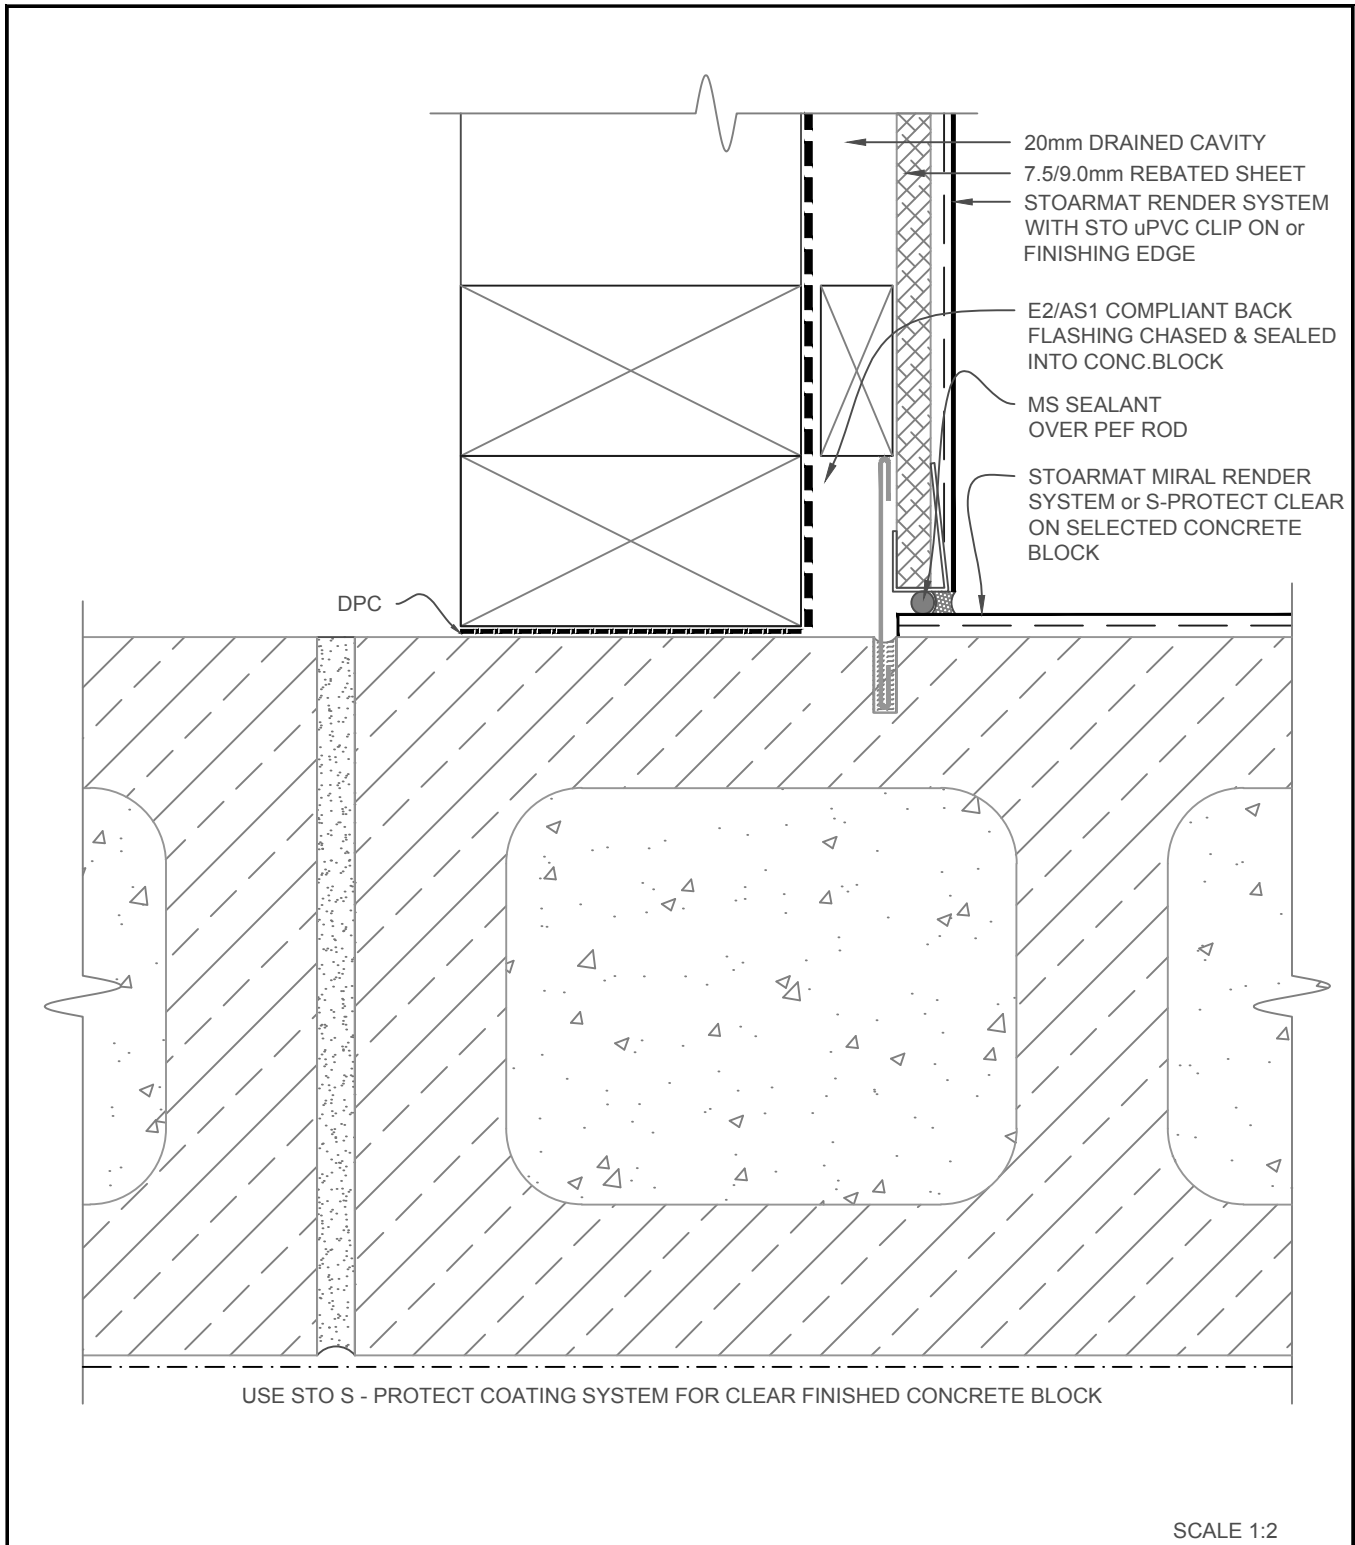 20mm DRAINED CAVITY
7.5/9.0mm REBATED SHEET
STOARMAT RENDER SYSTEM
WITH STO uPVC CLIP ON or
FINISHING EDGE
E2/AS1 COMPLIANT BACK
FLASHING CHASED & SEALED
INTO CONC.BLOCK
MS SEALANT
OVER PEF ROD
STOARMAT MIRAL RENDER
SYSTEM or S-PROTECT CLEAR
ON SELECTED CONCRETE
BLOCK
DPC
USE STO S - PROTECT COATING SYSTEM FOR CLEAR FINISHED CONCRETE BLOCK
SCALE 1:2